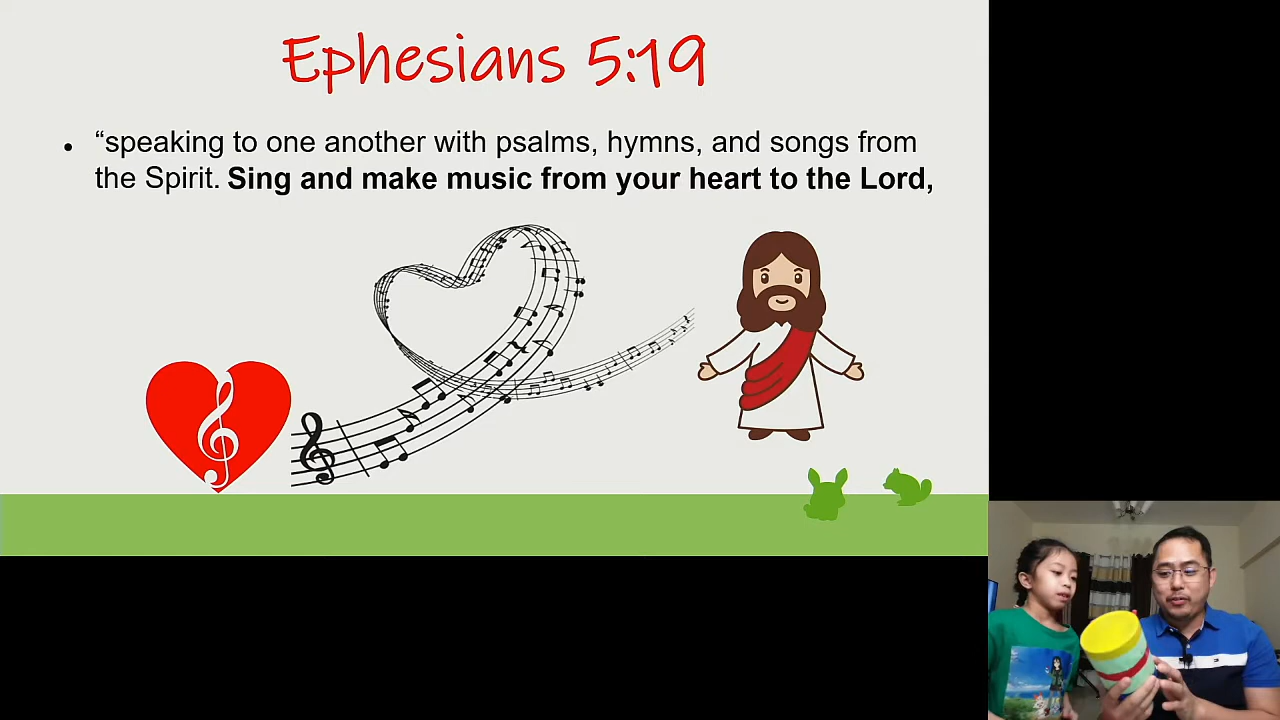 Ephesians 5:19
• “speaking to one another with psalms, hymns, and songs from
the Spirit. Sing and make music from your heart to the Lord,